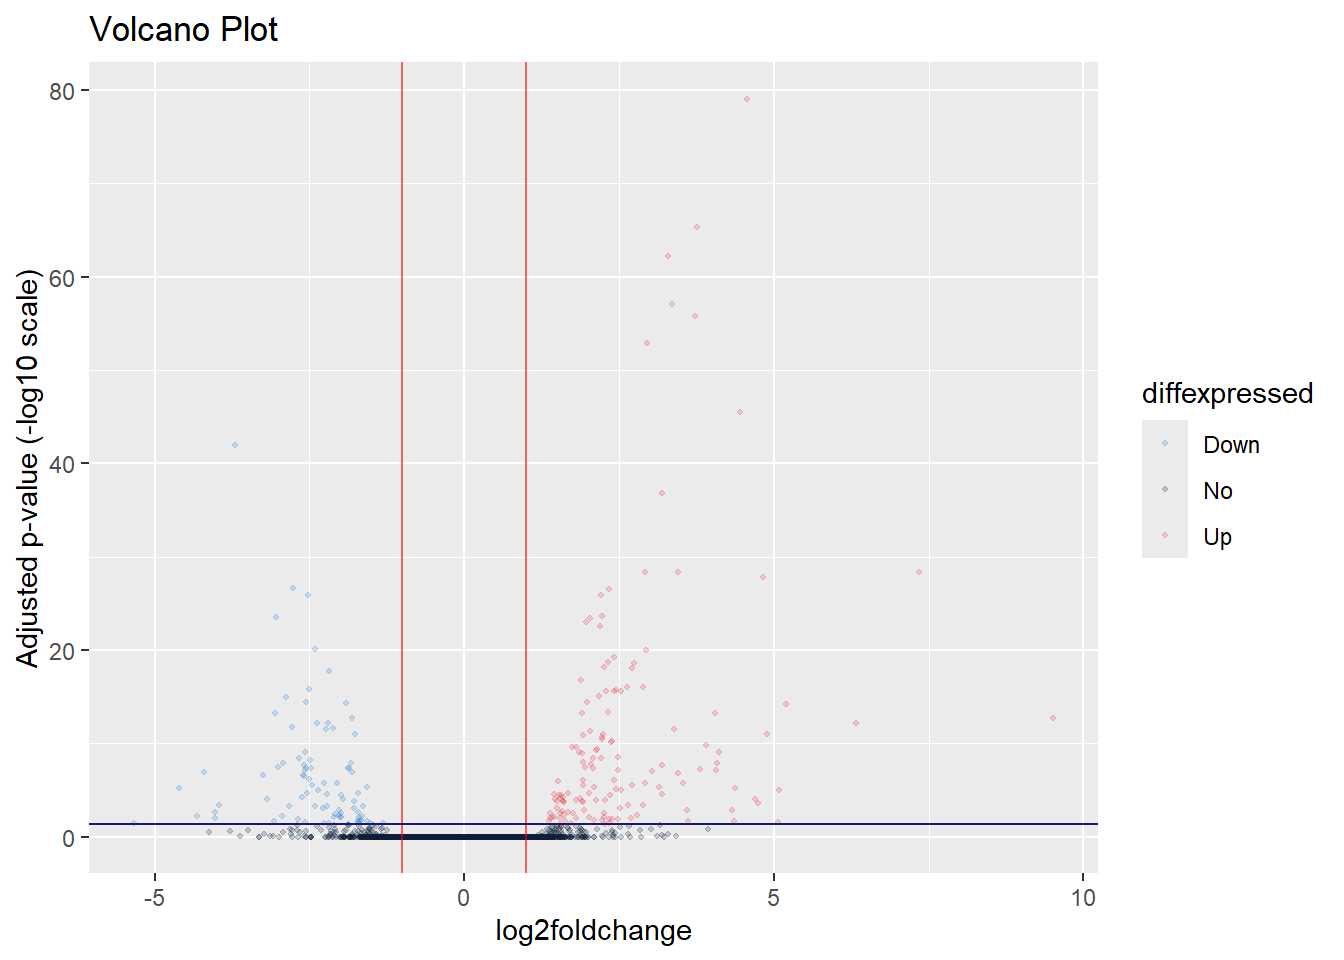 Volcano Plot
Adjusted p-value (-log10 scale)
80
60
40
20
0
-5
0
5
10
log2foldchange
diffexpressed
Down
No
Up